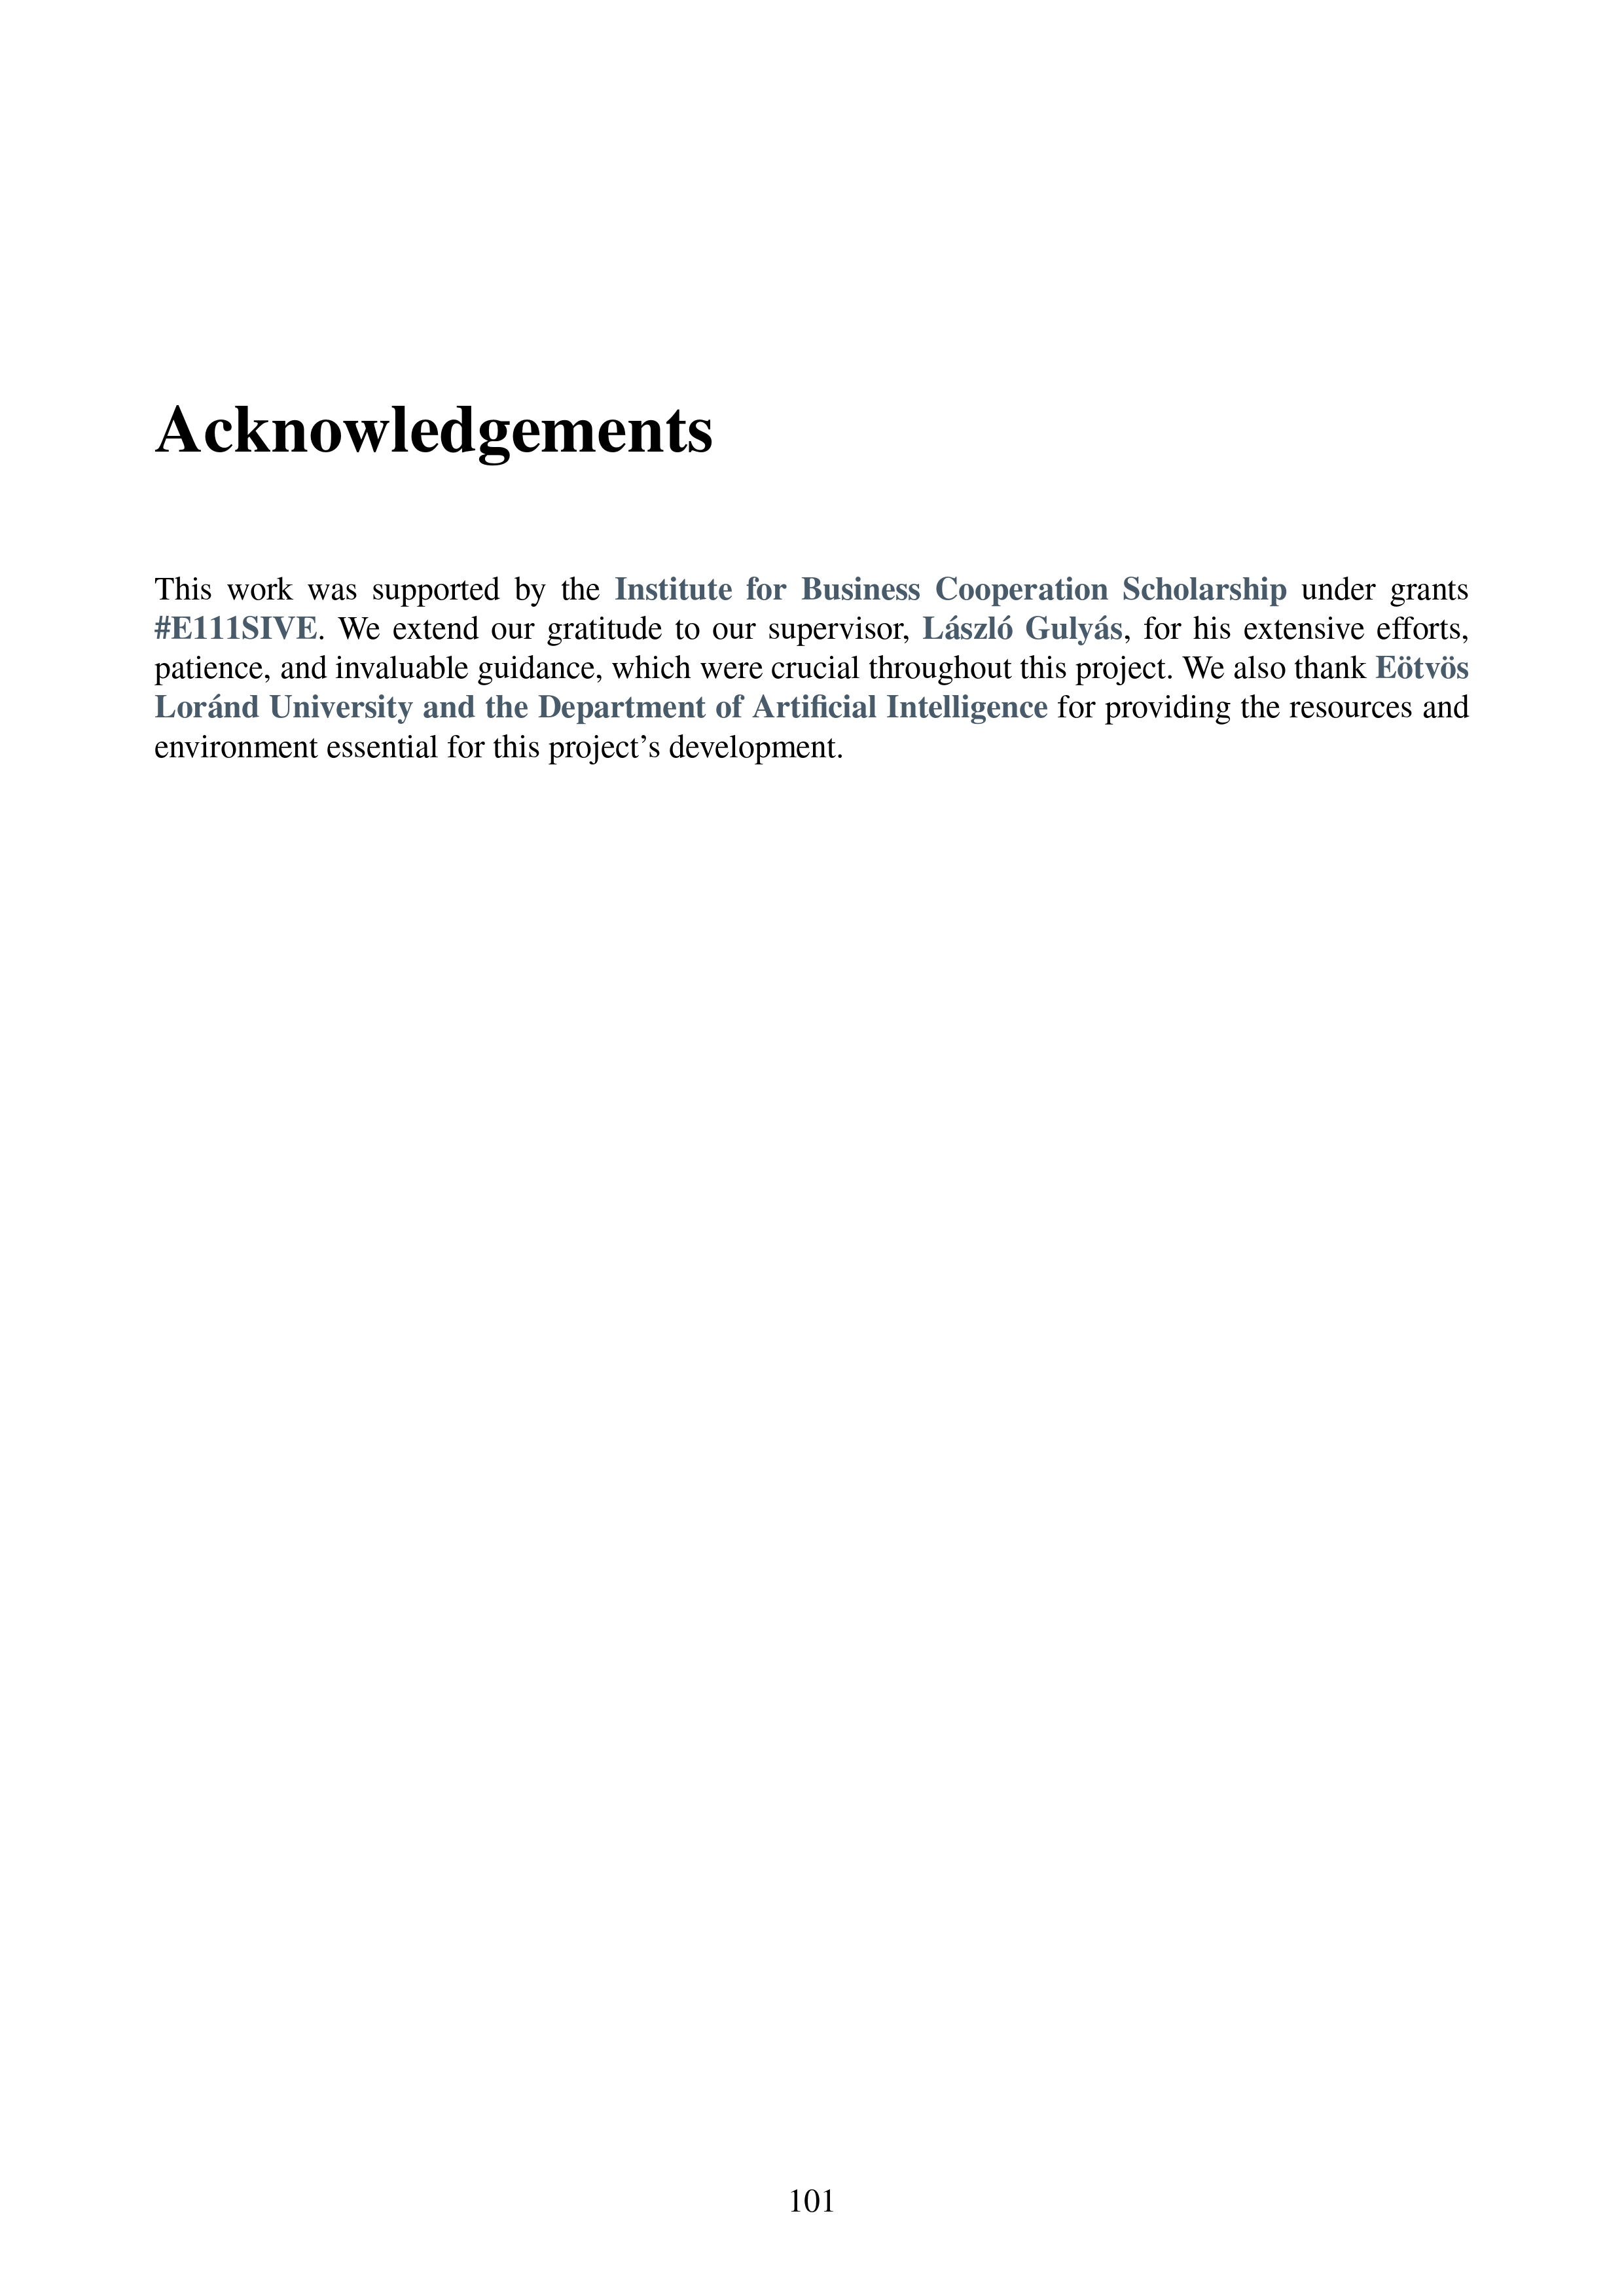 Acknowledgements
This work was supported by the Institute for Business Cooperation Scholarship under grants
#E111SIVE. We extend our gratitude to our supervisor, László Gulyás, for his extensive efforts,
patience, and invaluable guidance, which were crucial throughout this project. We also thank Eötvös
Loránd University and the Department of Artificial Intelligence for providing the resources and
environment essential for this project’s development.
101